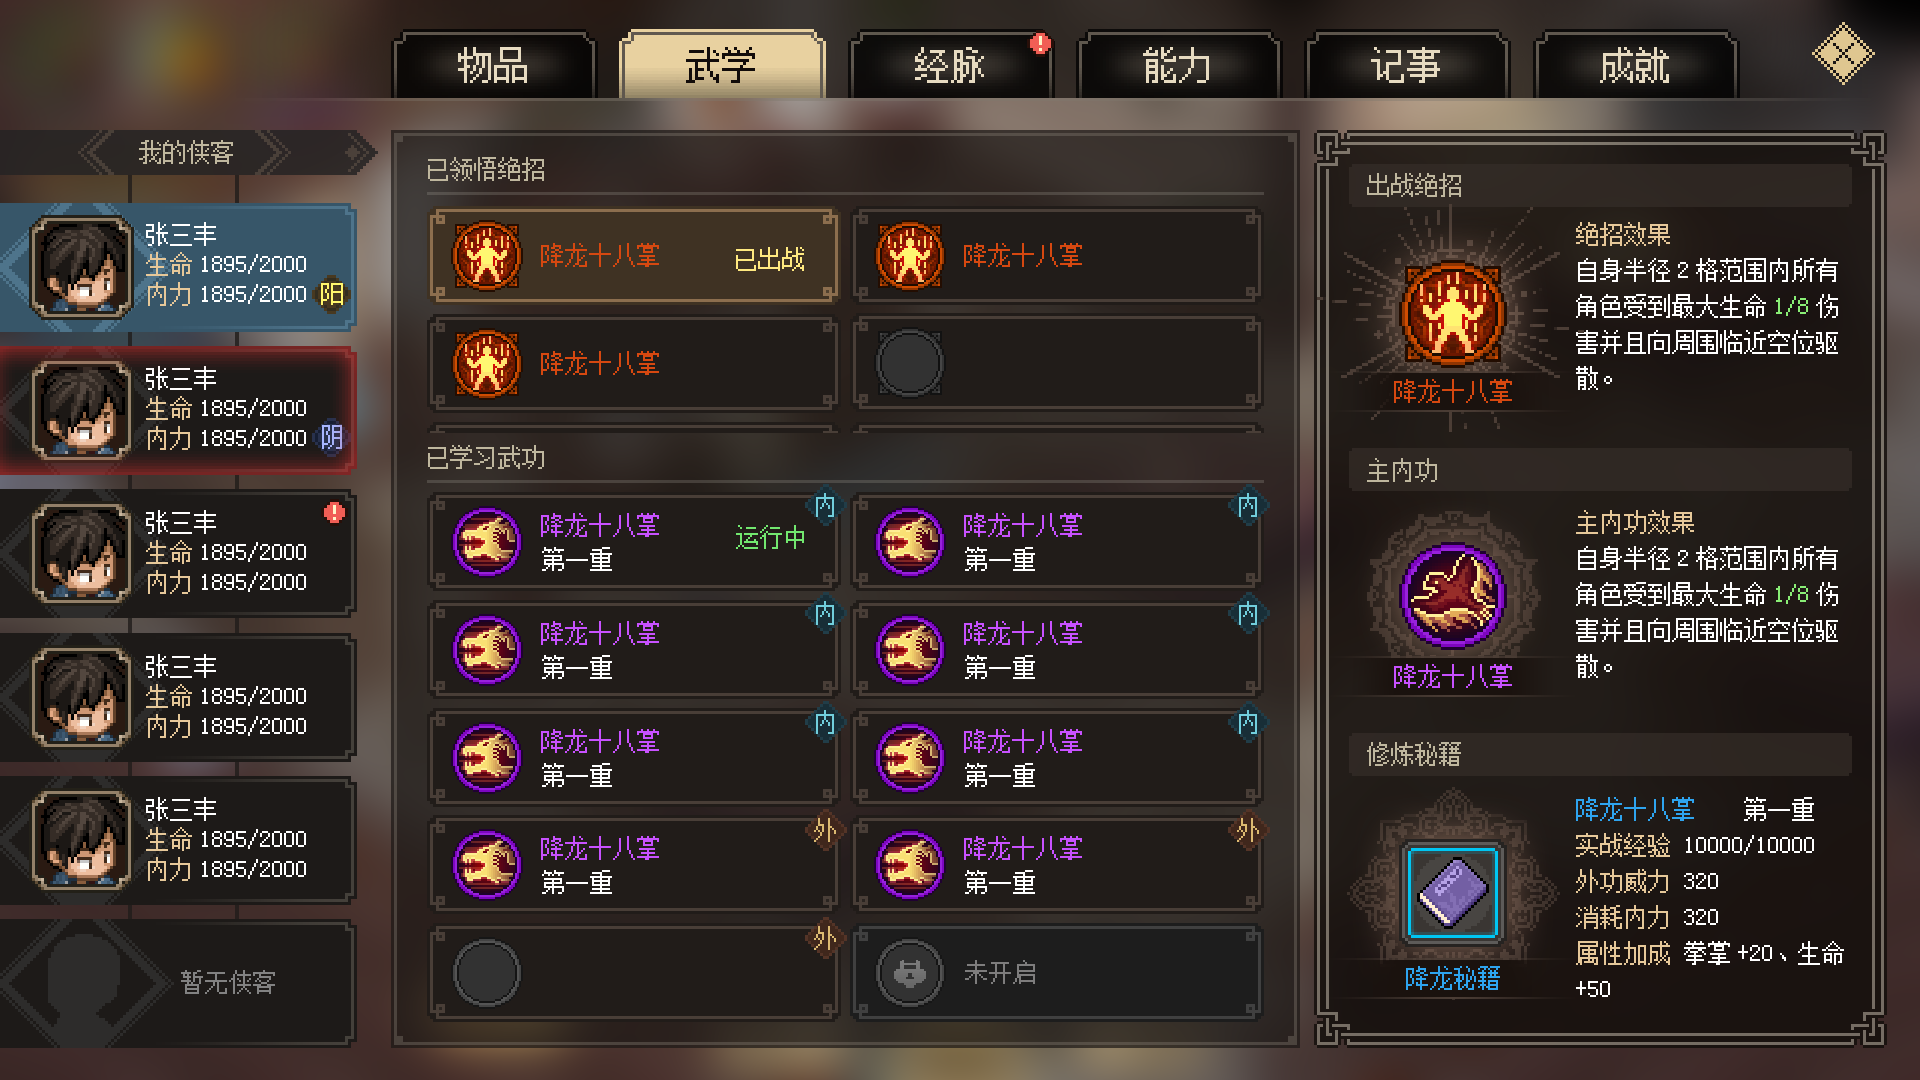 物品
武学
经脉
能力
记事
成就
我的侠客
张三丰
生命 1895/2000
内力 1895/2000
阳
张三丰
生命 1895/2000
内力 1895/2000
阴
张三丰
生命 1895/2000
内力 1895/2000
张三丰
生命 1895/2000
内力 1895/2000
张三丰
生命 1895/2000
内力 1895/2000
暂无侠客
已领悟绝招
降龙十八掌
已出战
降龙十八掌
降龙十八掌
已学习武功
降龙十八掌
第一重
运行中
内
降龙十八掌
第一重
内
降龙十八掌
第一重
内
降龙十八掌
第一重
内
降龙十八掌
第一重
内
降龙十八掌
第一重
内
降龙十八掌
第一重
外
降龙十八掌
第一重
外
外
未开启
出战绝招
降龙十八掌
绝招效果
自身半径 2 格范围内所有
角色受到最大生命 1/8 伤
害并且向周围临近空位驱
散。
主内功
降龙十八掌
主内功效果
自身半径 2 格范围内所有
角色受到最大生命 1/8 伤
害并且向周围临近空位驱
散。
修炼秘籍
降龙秘籍
降龙十八掌 第一重
实战经验 10000/10000
外功威力 320
消耗内力 320
属性加成 拳掌 +20、生命
+50